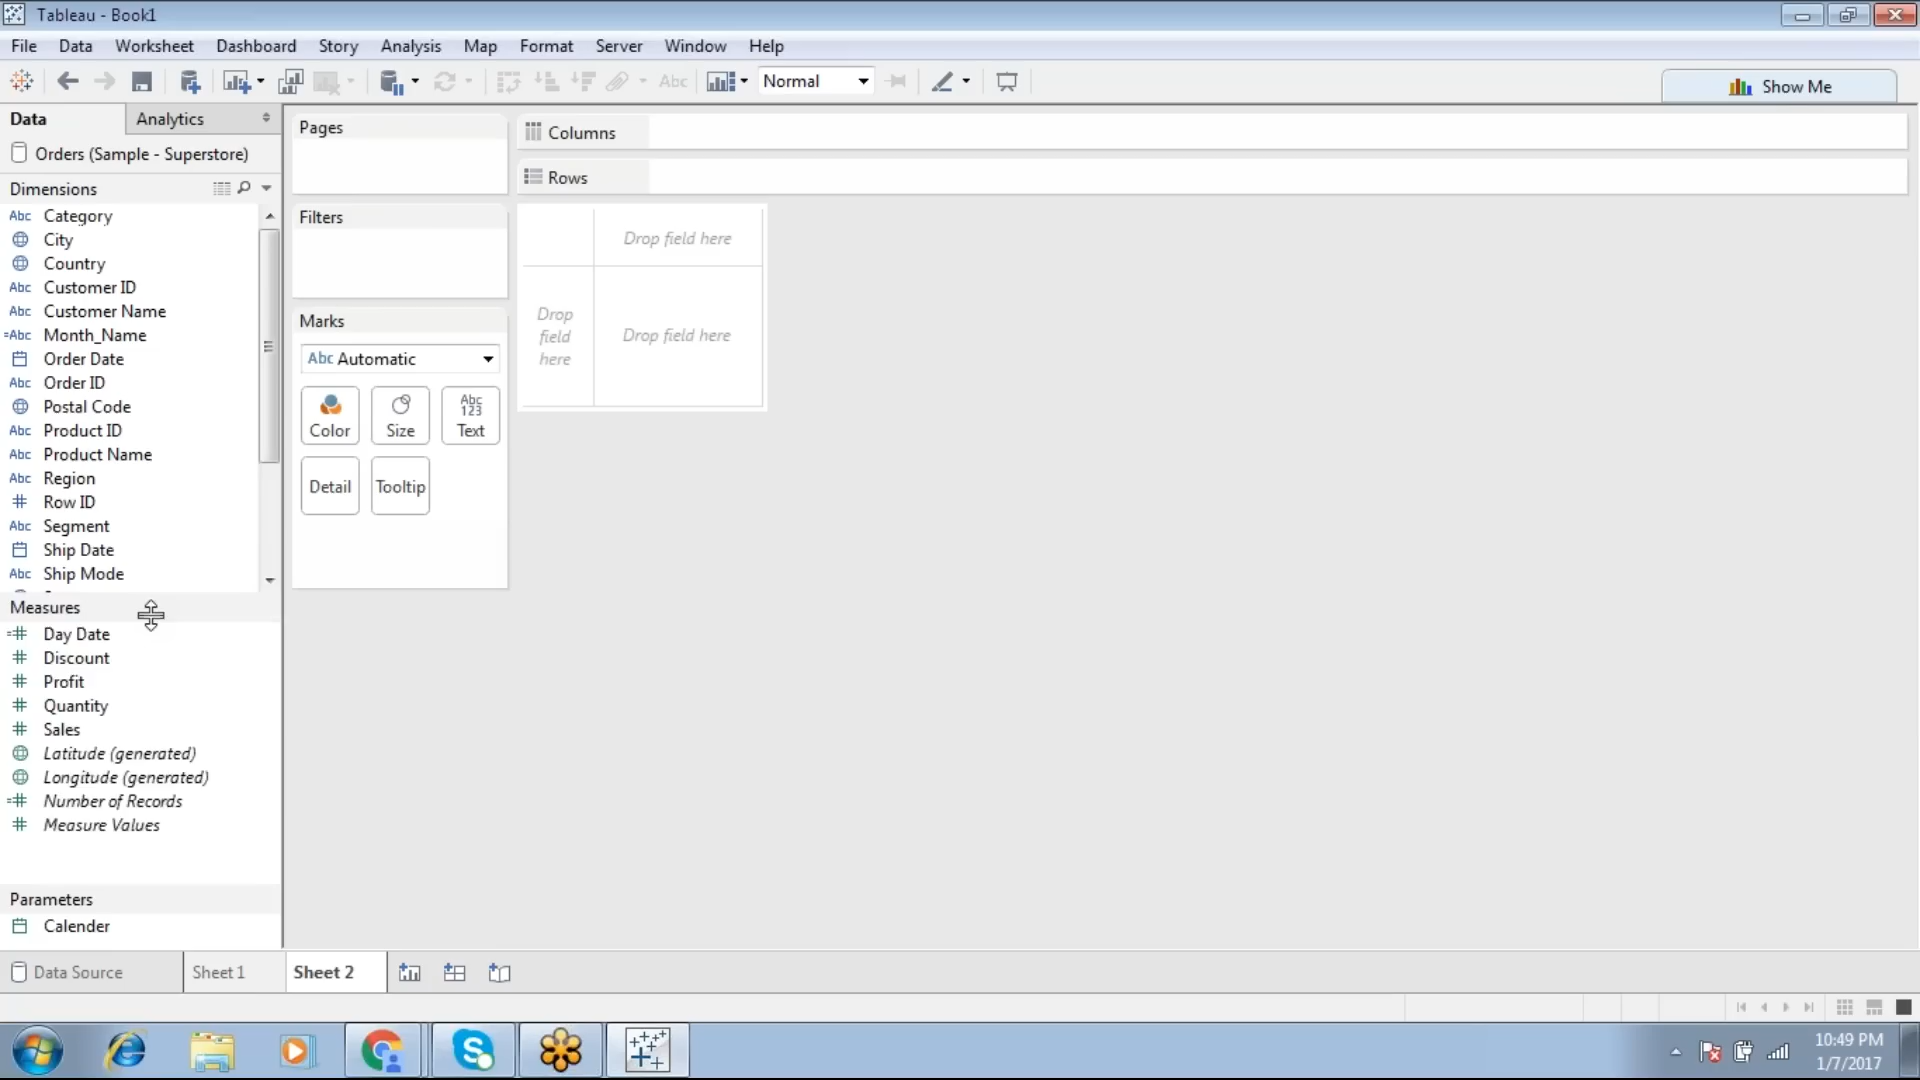 Tableau - Book1
File Data Worksheet Dashboard Story Analysis Map Format Server Window Help
Abc Normal
Show Me
Data Analytics
Orders (Sample - Superstore)
Dimensions
Abc Category
City
Country
Abc Customer ID
Abc Customer Name
=Abc Month_Name
Order Date
Abc Order ID
Postal Code
Abc Product ID
Abc Product Name
Abc Region
# Row ID
Abc Segment
Ship Date
Abc Ship Mode
Measures
=# Day Date
# Discount
# Profit
# Quantity
# Sales
Latitude (generated)
Longitude (generated)
=# Number of Records
# Measure Values
Parameters
Calender
Pages
Filters
Marks
Abc Automatic
Color Size Abc 123 Text
Detail Tooltip
Columns
Rows
Drop field here
Drop
field
here
Drop field here
Data Source Sheet 1 Sheet 2
10:49 PM
1/7/2017